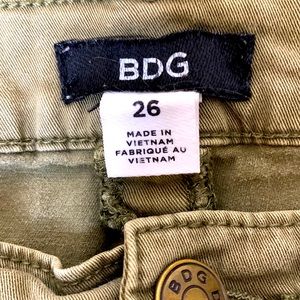 BDG
26
MADE IN
VIETNAM
FABRIQUÉ AU
VIETNAM
BDG